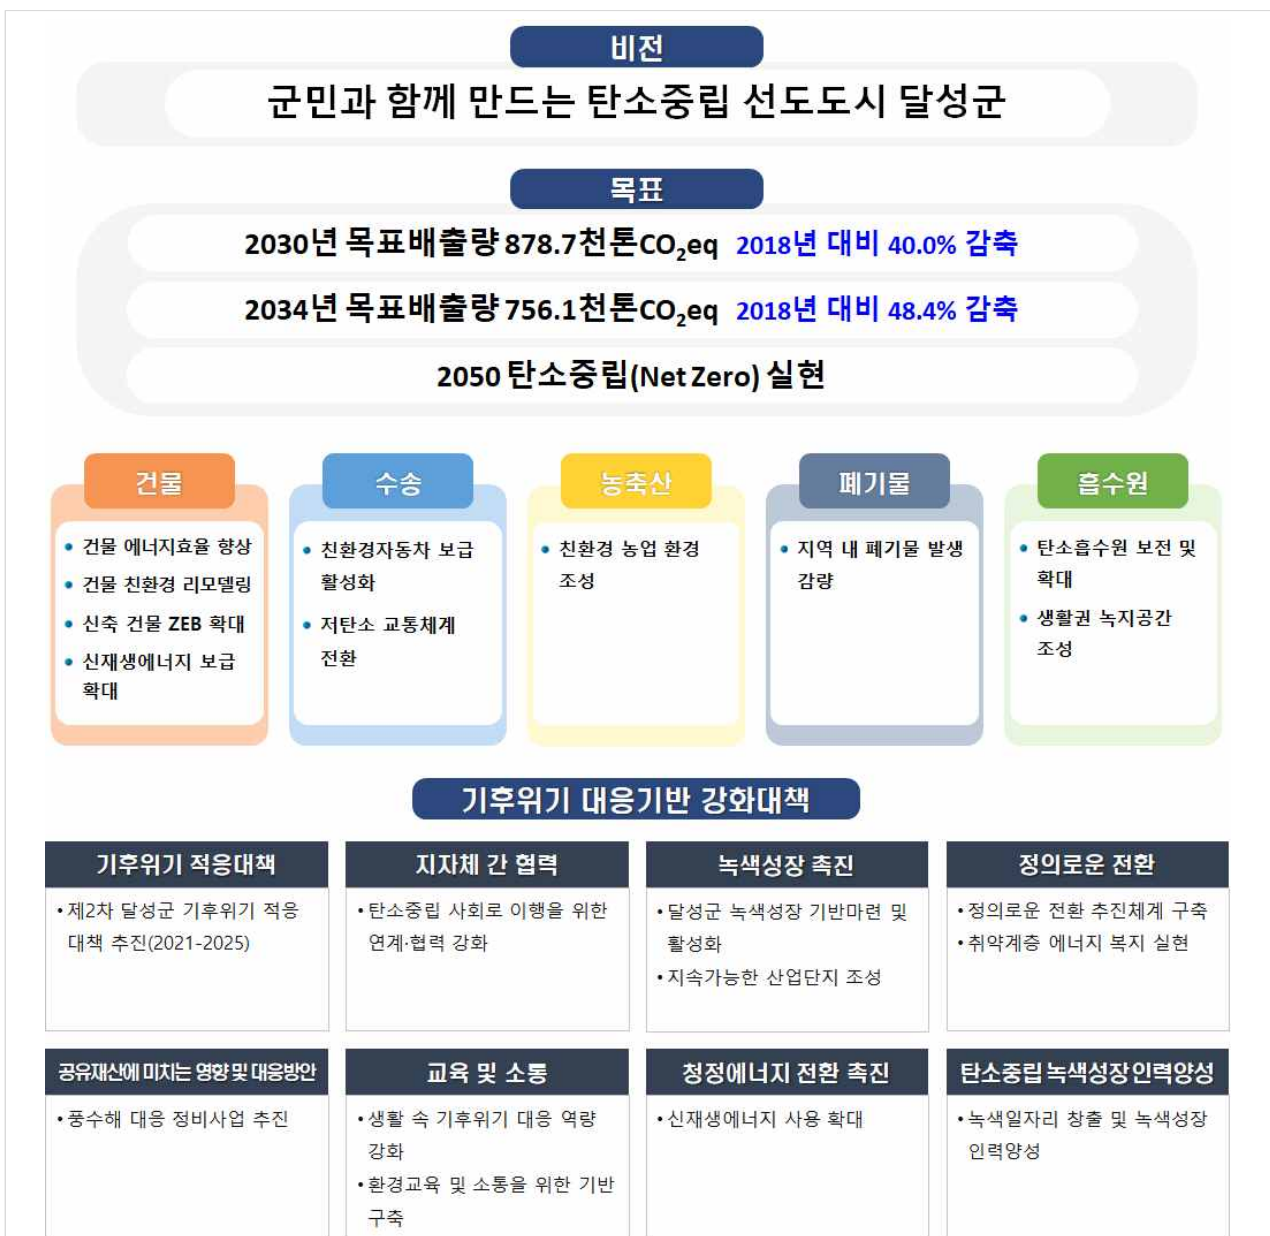 비전
군민과 함께 만드는 탄소중립 선도도시 달성군
목표
2030년 목표배출량 878.7천톤CO₂eq 2018년 대비 40.0% 감축
2034년 목표배출량 756.1천톤CO₂eq 2018년 대비 48.4% 감축
2050 탄소중립(Net Zero) 실현
건물
• 건물 에너지효율 향상
• 건물 친환경 리모델링
• 신축 건물 ZEB 확대
• 신재생에너지 보급
확대
수송
• 친환경자동차 보급
활성화
• 저탄소 교통체계
전환
농축산
• 친환경 농업 환경
조성
폐기물
• 지역 내 폐기물 발생
감량
흡수원
• 탄소흡수원 보전 및
확대
• 생활권 녹지공간
조성
기후위기 대응기반 강화대책
기후위기 적응대책
• 제2차 달성군 기후위기 적응
대책 추진(2021-2025)
지자체 간 협력
• 탄소중립 사회로 이행을 위한
연계·협력 강화
녹색성장 촉진
• 달성군 녹색성장 기반마련 및
활성화
• 지속가능한 산업단지 조성
정의로운 전환
• 정의로운 전환 추진체계 구축
• 취약계층 에너지 복지 실현
공유재산에 미치는 영향 및 대응방안
• 풍수해 대응 정비사업 추진
교육 및 소통
• 생활 속 기후위기 대응 역량
강화
• 환경교육 및 소통을 위한 기반
구축
청정에너지 전환 촉진
• 신재생에너지 사용 확대
탄소중립 녹색성장 인력양성
• 녹색일자리 창출 및 녹색성장
인력양성